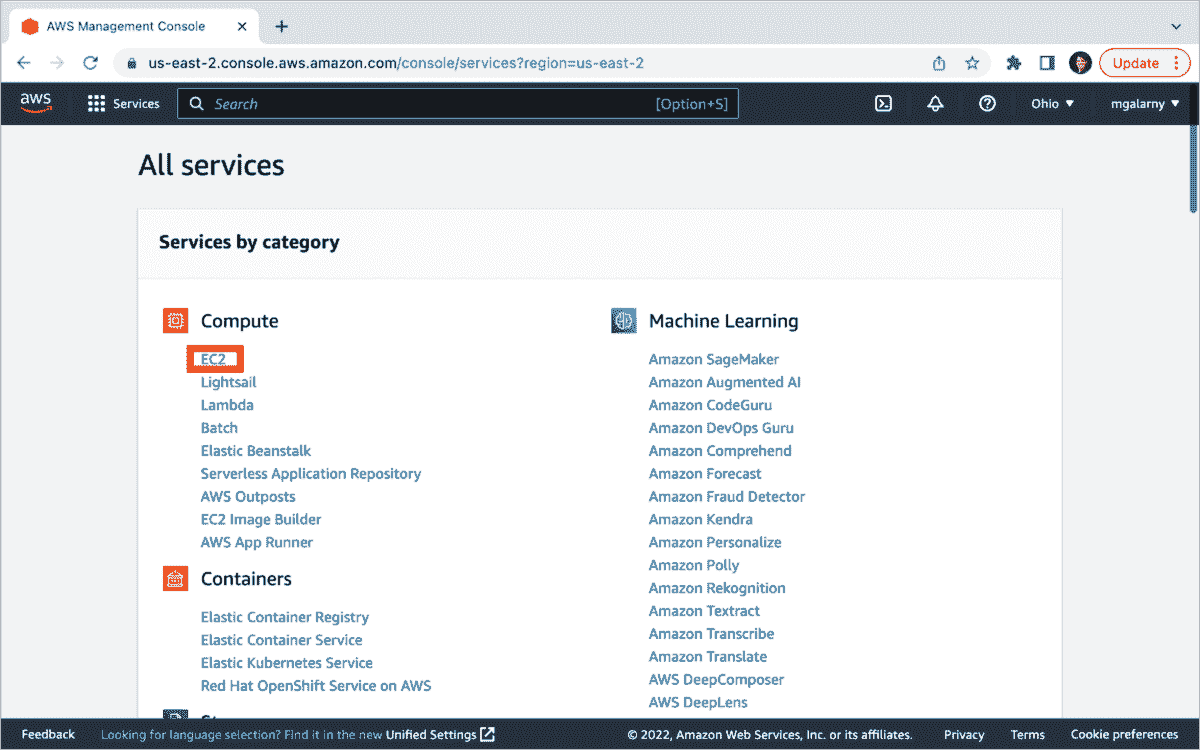 AWS Management Console
us-east-2.console.aws.amazon.com/console/services?region=us-east-2
Update
aws
Services
Search
[Option+S]
Ohio
mgalarny
All services
Services by category
Compute
EC2
Lightsail
Lambda
Batch
Elastic Beanstalk
Serverless Application Repository
AWS Outposts
EC2 Image Builder
AWS App Runner
Containers
Elastic Container Registry
Elastic Container Service
Elastic Kubernetes Service
Red Hat OpenShift Service on AWS
Machine Learning
Amazon SageMaker
Amazon Augmented AI
Amazon CodeGuru
Amazon DevOps Guru
Amazon Comprehend
Amazon Forecast
Amazon Fraud Detector
Amazon Kendra
Amazon Personalize
Amazon Polly
Amazon Rekognition
Amazon Textract
Amazon Transcribe
Amazon Translate
AWS DeepComposer
AWS DeepLens
Feedback
Looking for language selection? Find it in the new Unified Settings
© 2022, Amazon Web Services, Inc. or its affiliates.
Privacy
Terms
Cookie preferences